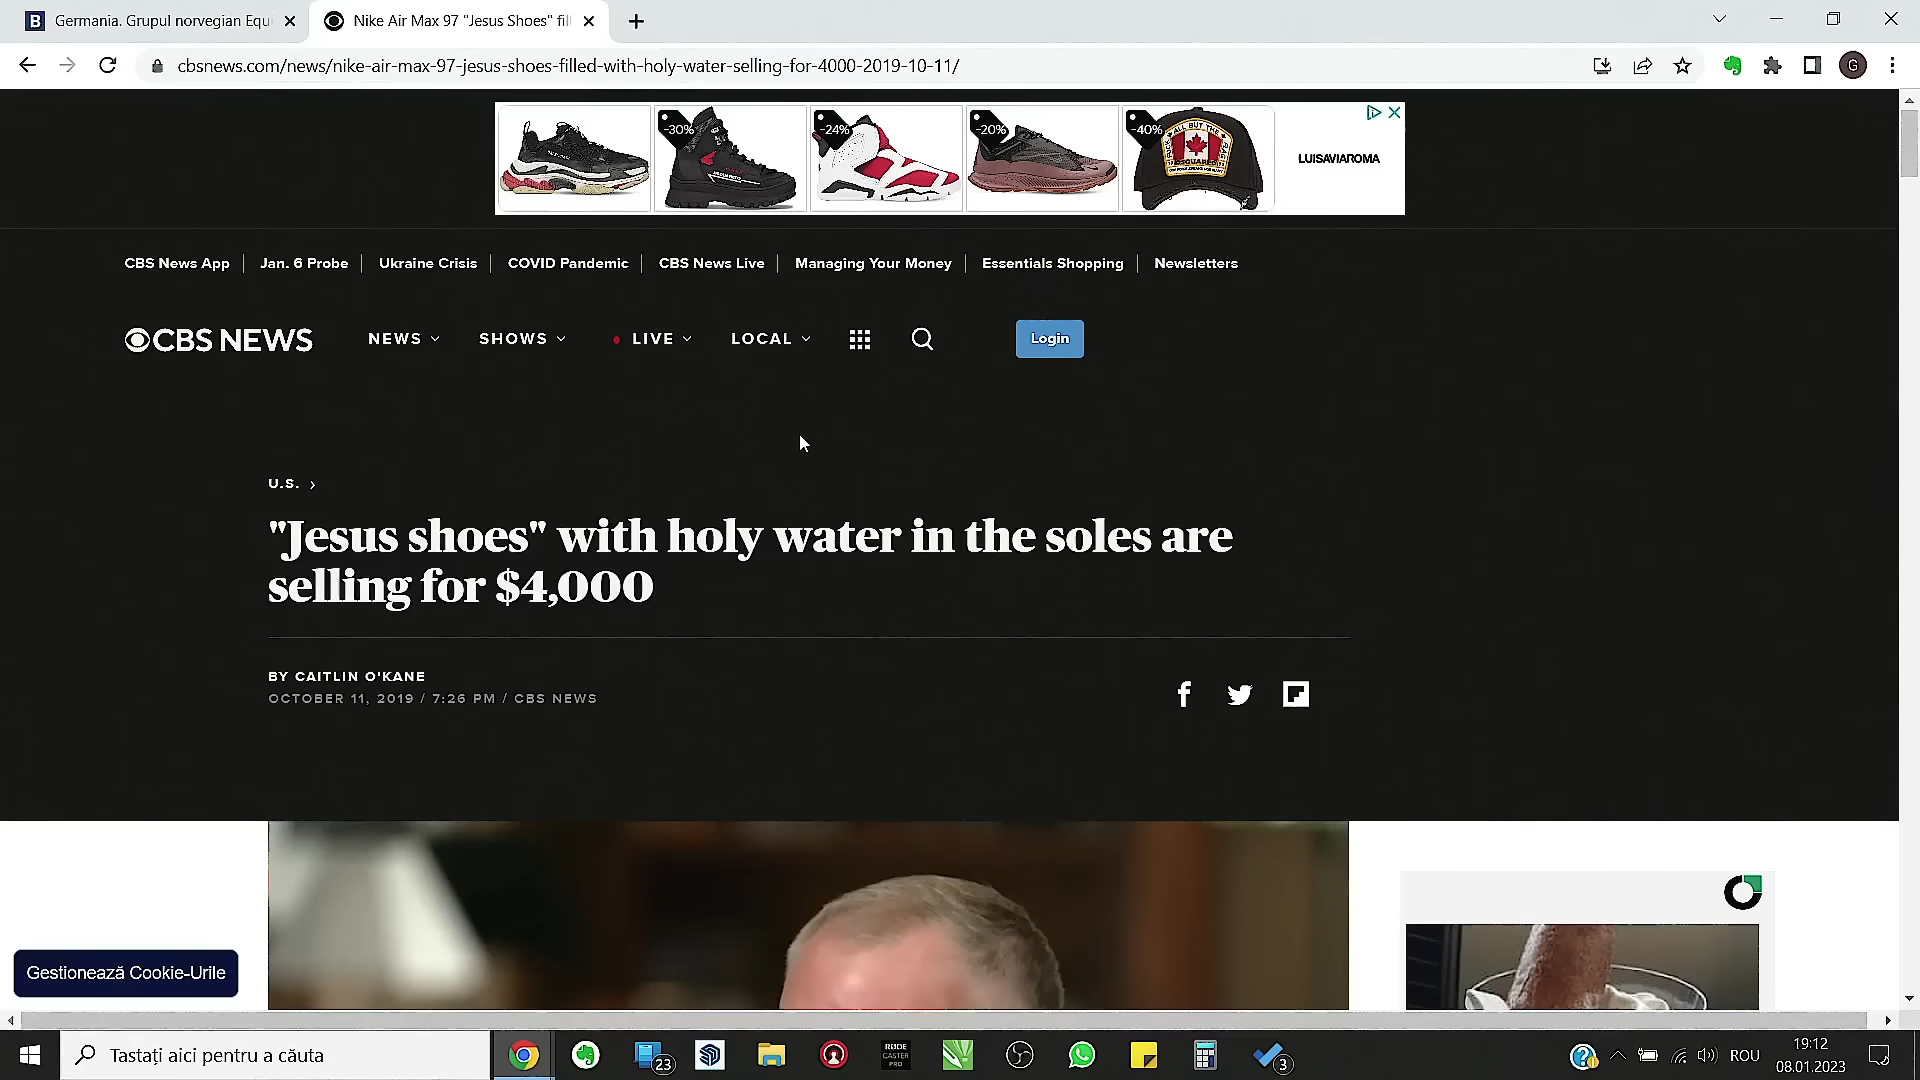 B Germania. Grupul norvegian Equi
Nike Air Max 97 "Jesus Shoes" fil
cbsnews.com/news/nike-air-max-97-jesus-shoes-filled-with-holy-water-selling-for-4000-2019-10-11/
G
-30%
-24%
-20%
-40%
LUISAVIAROMA
CBS News App
Jan. 6 Probe
Ukraine Crisis
COVID Pandemic
CBS News Live
Managing Your Money
Essentials Shopping
Newsletters
CBS NEWS
NEWS
SHOWS
LIVE
LOCAL
Login
U.S.
"Jesus shoes" with holy water in the soles are
selling for $4,000
BY CAITLIN O'KANE
OCTOBER 11, 2019 / 7:26 PM / CBS NEWS
Gestionează Cookie-Urile
Tastați aici pentru a căuta
23
RØDE
CASTER
PRO
3
ROU
19:12
08.01.2023